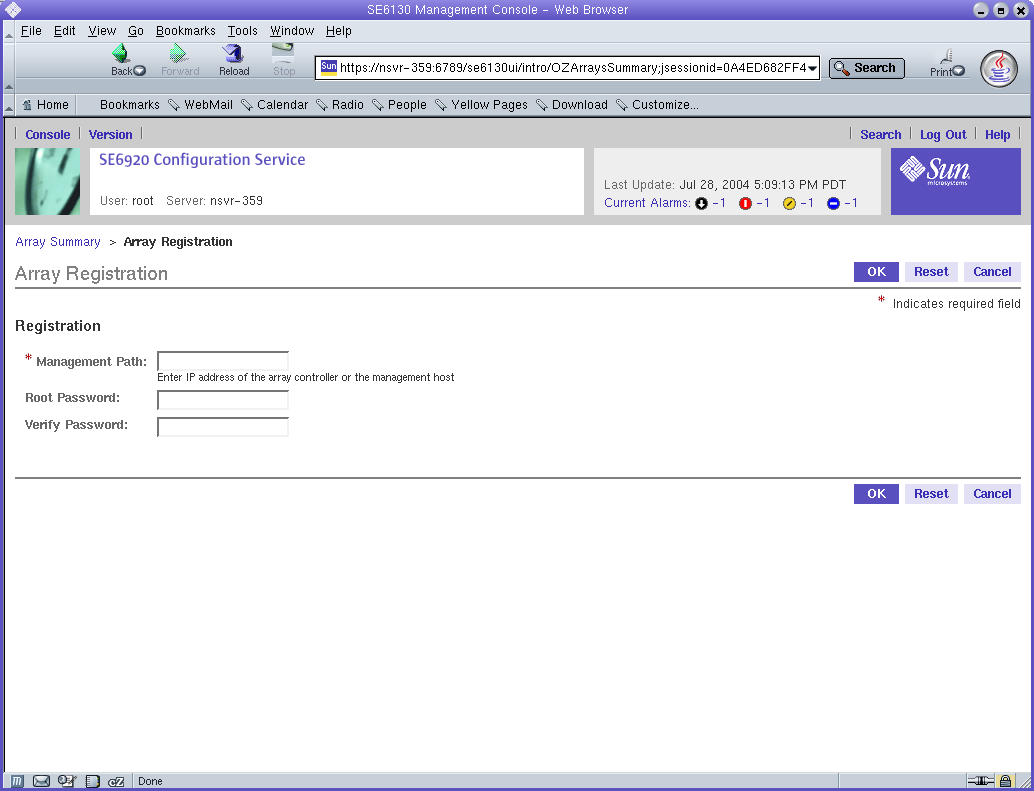 SE6130 Management Console – Web Browser
File Edit View Go Bookmarks Tools Window Help
Back Forward Reload Stop
Sun https://nsvr-359:6789/se6130ui/intro/OZArraysSummary;jsessionid=0A4ED682FF4
Search
Print
Home Bookmarks WebMail Calendar Radio People Yellow Pages Download Customize...
Console Version Search Log Out Help
SE6920 Configuration Service
User: root Server: nsvr-359
Last Update: Jul 28, 2004 5:09:13 PM PDT
Current Alarms: -1 -1 -1 -1
Sun
microsystems
Array Summary > Array Registration
Array Registration
OK Reset Cancel
* Indicates required field
Registration
* Management Path:
Enter IP address of the array controller or the management host
Root Password:
Verify Password:
OK Reset Cancel
Done